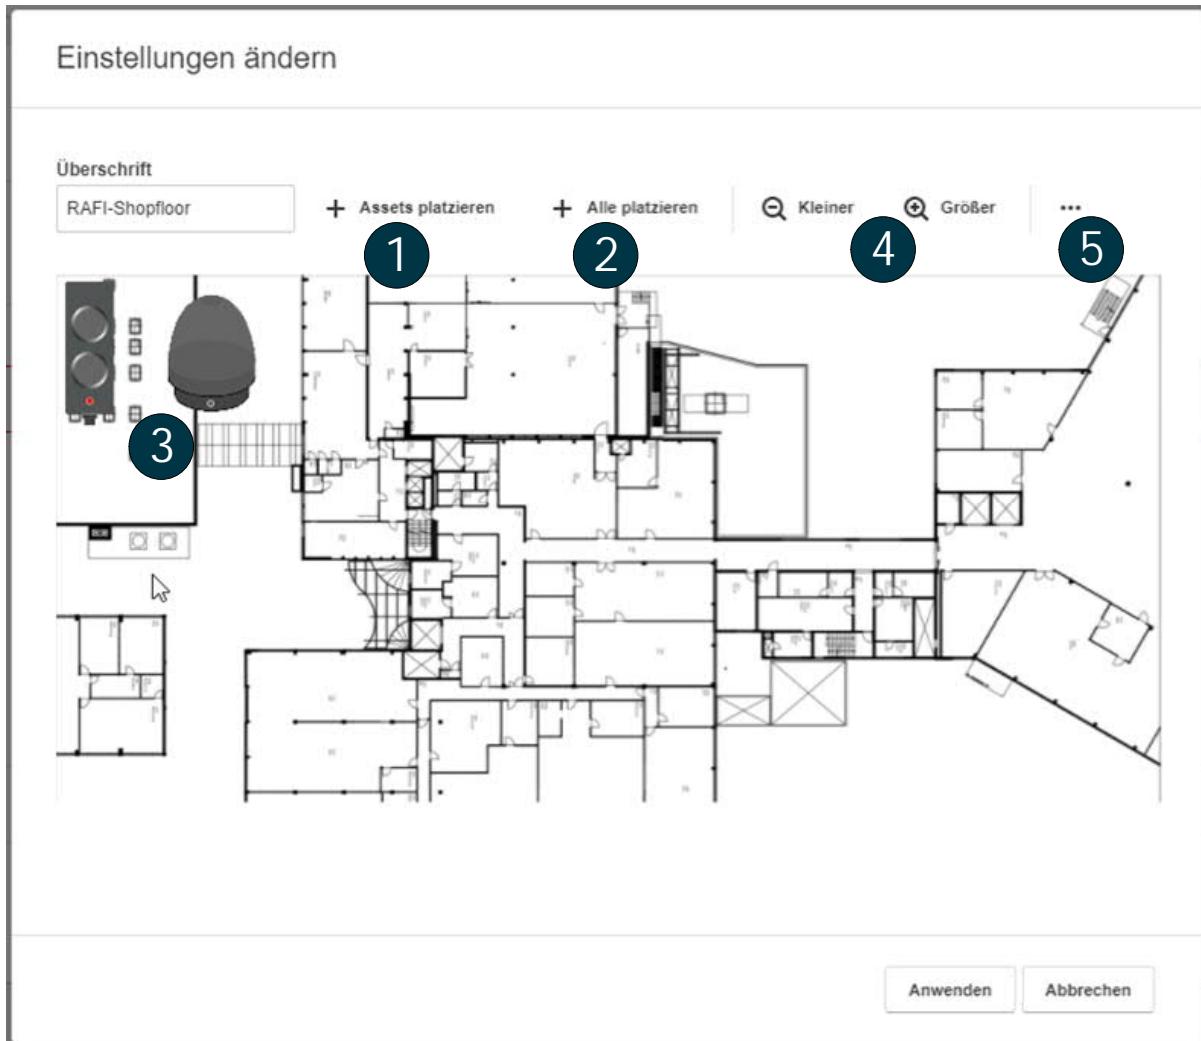 Einstellungen ändern
Überschrift
RAFI-Shopfloor
Assets platzieren
Alle platzieren
Kleiner
Größer
1
2
4
5
3
Anwenden
Abbrechen